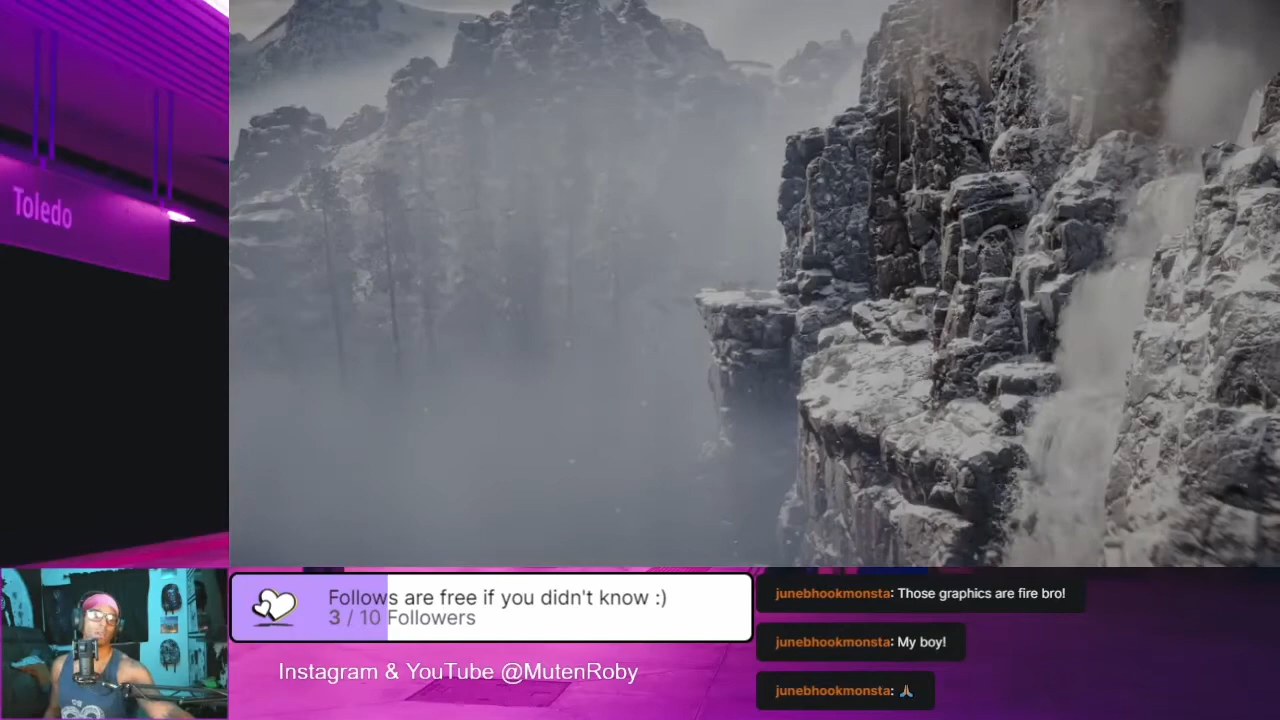 Toledo
Follows are free if you didn't know :)
3 / 10 Followers
Instagram & YouTube @MutenRoby
junebhookmonsta: Those graphics are fire bro!
junebhookmonsta: My boy!
junebhookmonsta: 🙏🏽